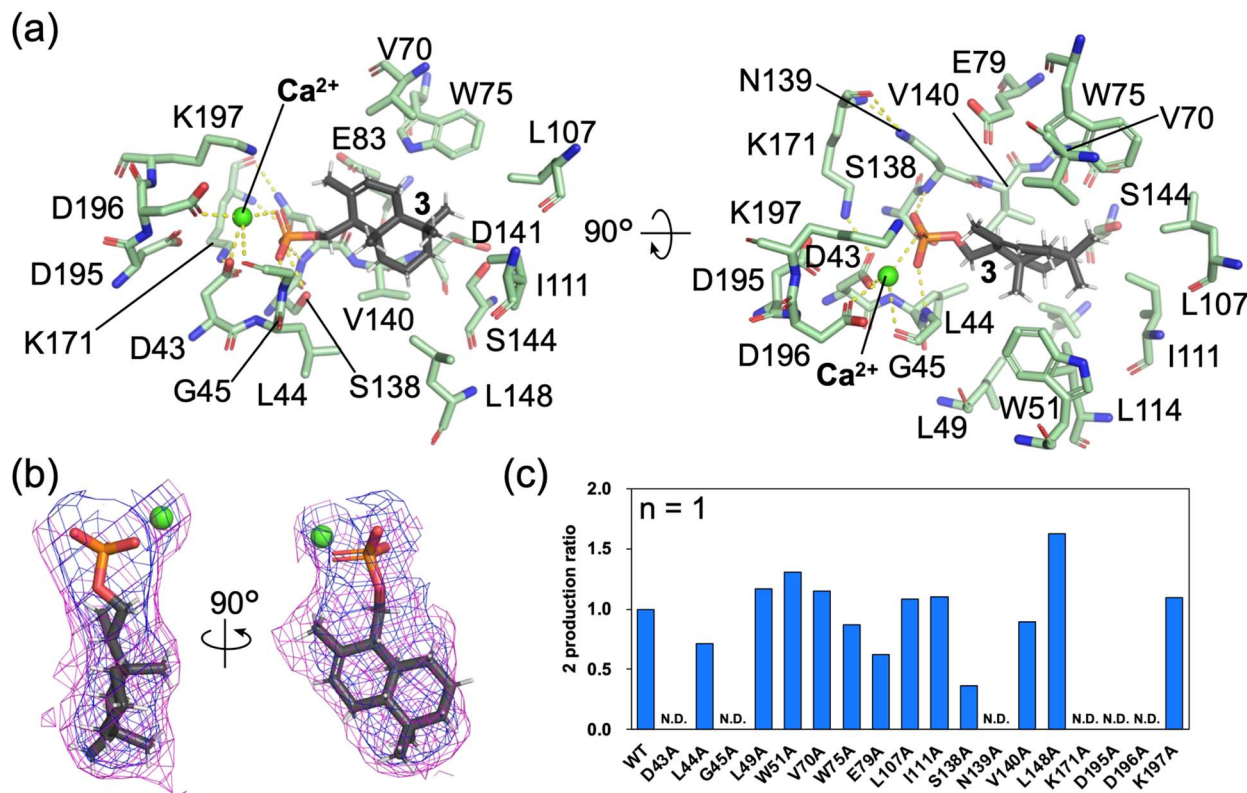 (a)
V70
Ca²⁺
W75
K197
E83
L107
D196
3
D141
D195
I111
K171
V140
S144
D43
G45
L44
S138
L148
90°
E79
N139
V140
W75
V70
K171
S138
S144
K197
D43
D195
3
L107
L44
D196
I111
Ca²⁺
G45
W51
L114
L49
(b)
90°
(c)
n = 1
2 production ratio
2.0
1.5
1.0
0.5
0.0
N.D. N.D. N.D. N.D. N.D. N.D.
WT D43A L44A G45A L49A W51A V70A W75A E79A L107A I111A S138A N139A V140A L148A K171A D195A D196A K197A